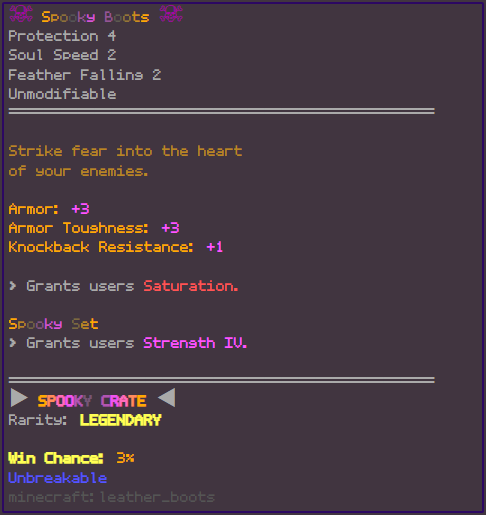 ☠ Spooky Boots ☠
Protection 4
Soul Speed 2
Feather Falling 2
Unmodifiable
Strike fear into the heart
of your enemies.
Armor: +3
Armor Toughness: +3
Knockback Resistance: +1
> Grants users Saturation.
Spooky Set
> Grants users Strength IV.
▶ SPOOKY CRATE ◀
Rarity: LEGENDARY
Win Chance: 3%
Unbreakable
minecraft:leather_boots